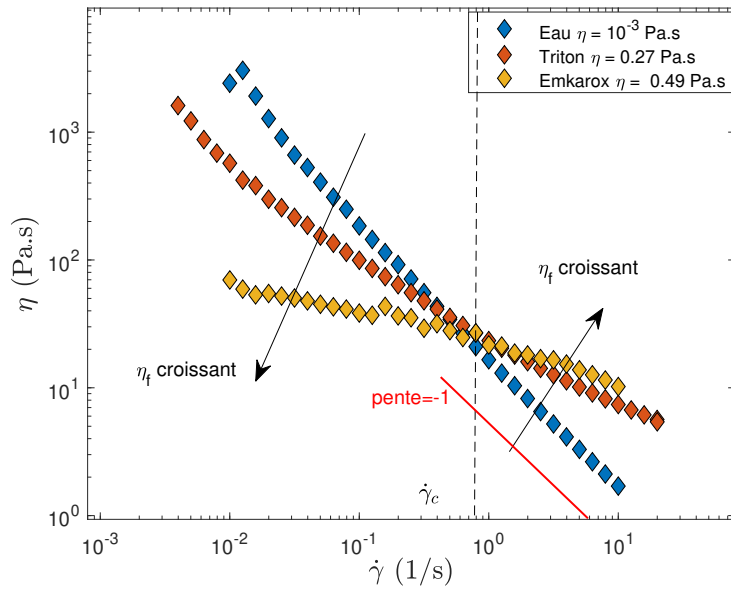 Eau η = 10⁻³ Pa.s
Triton η = 0.27 Pa.s
Emkarox η = 0.49 Pa.s
10³
10²
10¹
10⁰
η (Pa.s)
η_f croissant
η_f croissant
pente=-1
γ̇_c
10⁻³ 10⁻² 10⁻¹ 10⁰ 10¹
γ̇ (1/s)